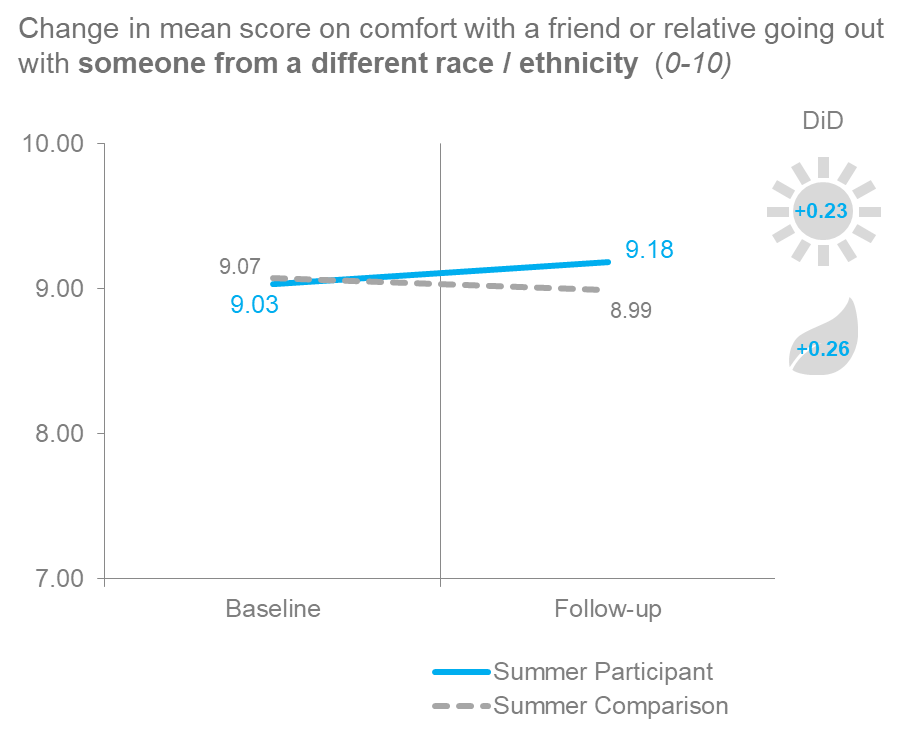 Change in mean score on comfort with a friend or relative going out
with someone from a different race / ethnicity (0-10)
DiD
10.00
+0.23
9.18
9.07
9.00
9.03
8.99
+0.26
8.00
7.00
Baseline
Follow-up
Summer Participant
Summer Comparison